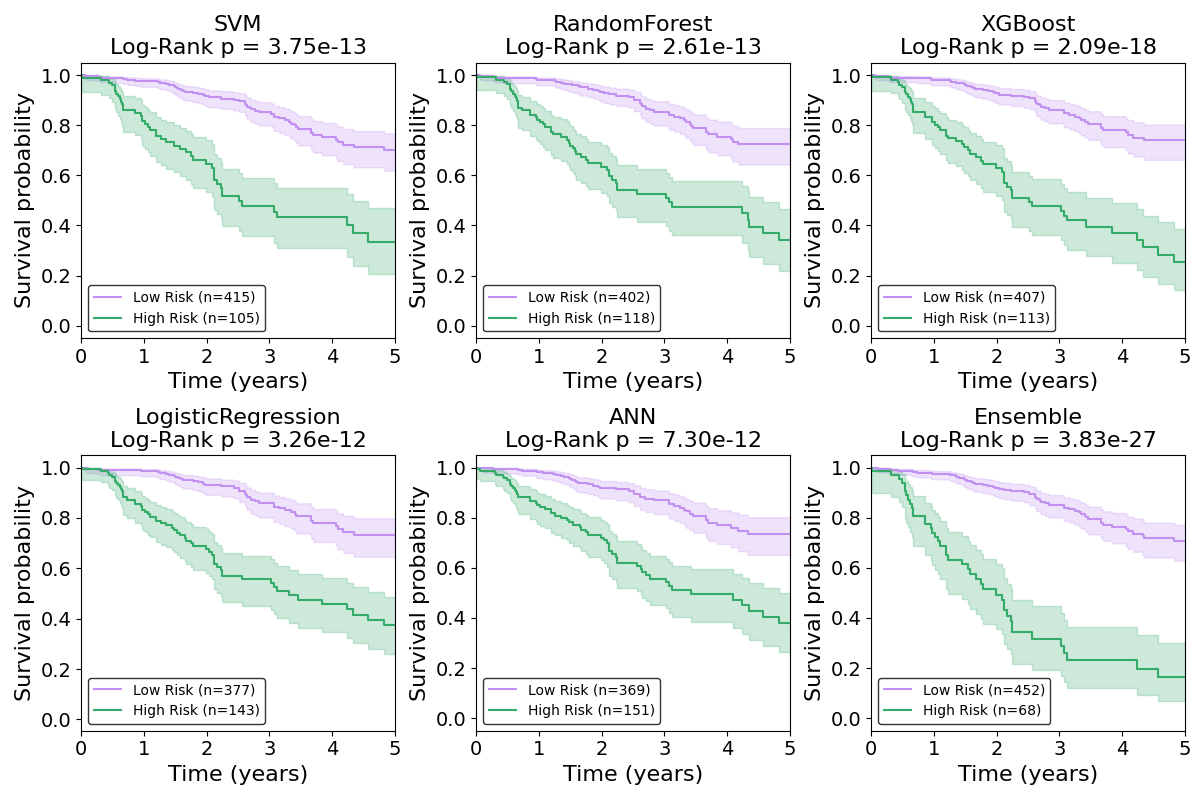 SVM
Log-Rank p = 3.75e-13
Survival probability
1.0
0.8
0.6
0.4
0.2
0.0
Low Risk (n=415)
High Risk (n=105)
0 1 2 3 4 5
Time (years)
RandomForest
Log-Rank p = 2.61e-13
Survival probability
1.0
0.8
0.6
0.4
0.2
0.0
Low Risk (n=402)
High Risk (n=118)
0 1 2 3 4 5
Time (years)
XGBoost
Log-Rank p = 2.09e-18
Survival probability
1.0
0.8
0.6
0.4
0.2
0.0
Low Risk (n=407)
High Risk (n=113)
0 1 2 3 4 5
Time (years)
LogisticRegression
Log-Rank p = 3.26e-12
Survival probability
1.0
0.8
0.6
0.4
0.2
0.0
Low Risk (n=377)
High Risk (n=143)
0 1 2 3 4 5
Time (years)
ANN
Log-Rank p = 7.30e-12
Survival probability
1.0
0.8
0.6
0.4
0.2
0.0
Low Risk (n=369)
High Risk (n=151)
0 1 2 3 4 5
Time (years)
Ensemble
Log-Rank p = 3.83e-27
Survival probability
1.0
0.8
0.6
0.4
0.2
0.0
Low Risk (n=452)
High Risk (n=68)
0 1 2 3 4 5
Time (years)